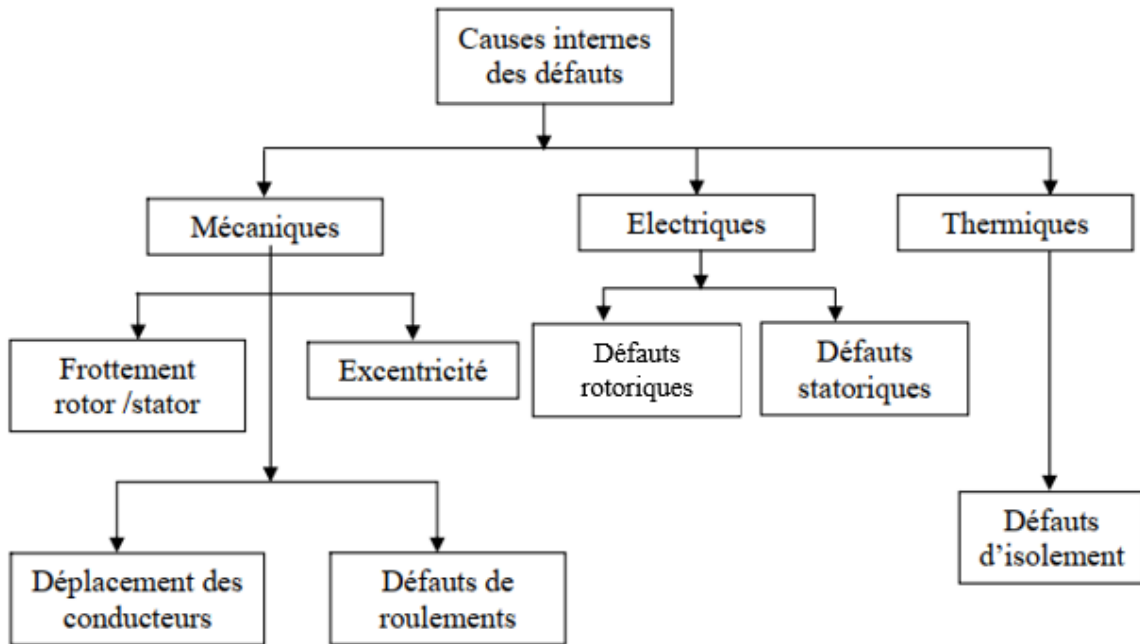 Causes internes
des défauts
Mécaniques
Electriques
Thermiques
Frottement
rotor /stator
Excentricité
Défauts
rotoriques
Défauts
statoriques
Déplacement des
conducteurs
Défauts de
roulements
Défauts
d’isolement